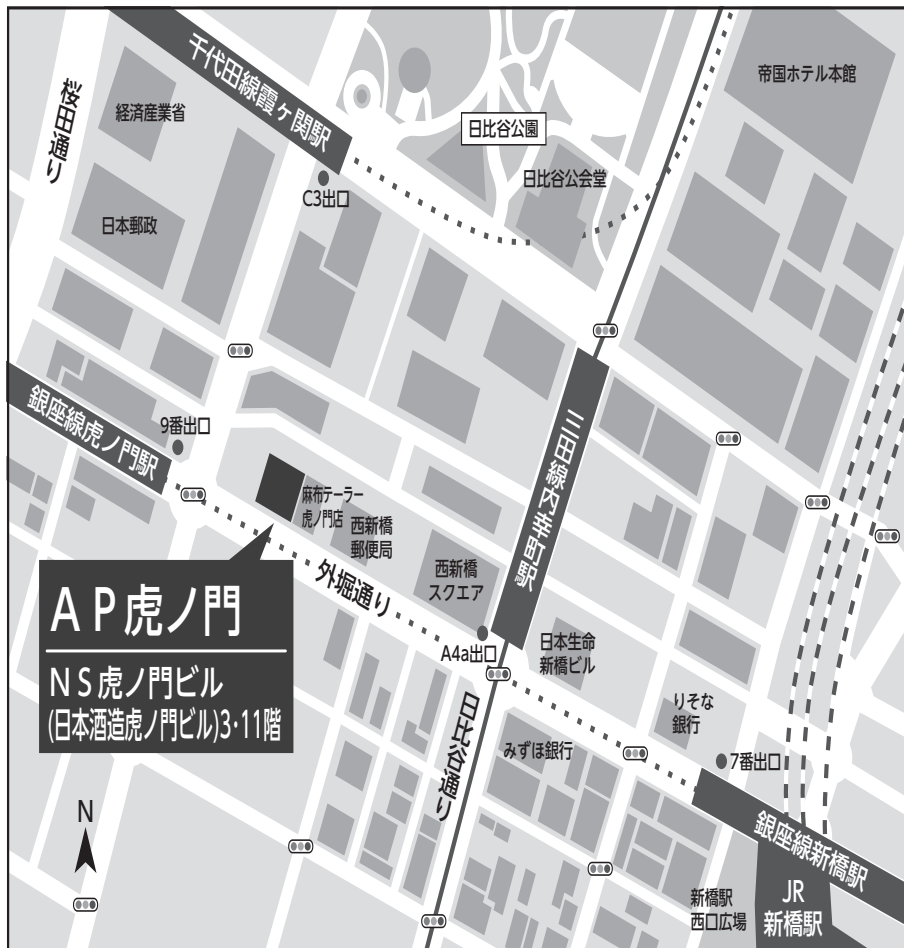 千代田線霞ヶ関駅
桜田通り
経済産業省
日比谷公園
帝国ホテル本館
日比谷公会堂
C3出口
日本郵政
銀座線虎ノ門駅
9番出口
三田線内幸町駅
麻布テーラー
虎ノ門店
西新橋
郵便局
外堀通り
西新橋
スクエア
AP虎ノ門
NS虎ノ門ビル
(日本酒造虎ノ門ビル)3・11階
A4a出口
日本生命
新橋ビル
日比谷通り
みずほ銀行
りそな
銀行
7番出口
銀座線新橋駅
N
新橋駅
西口広場
JR
新橋駅